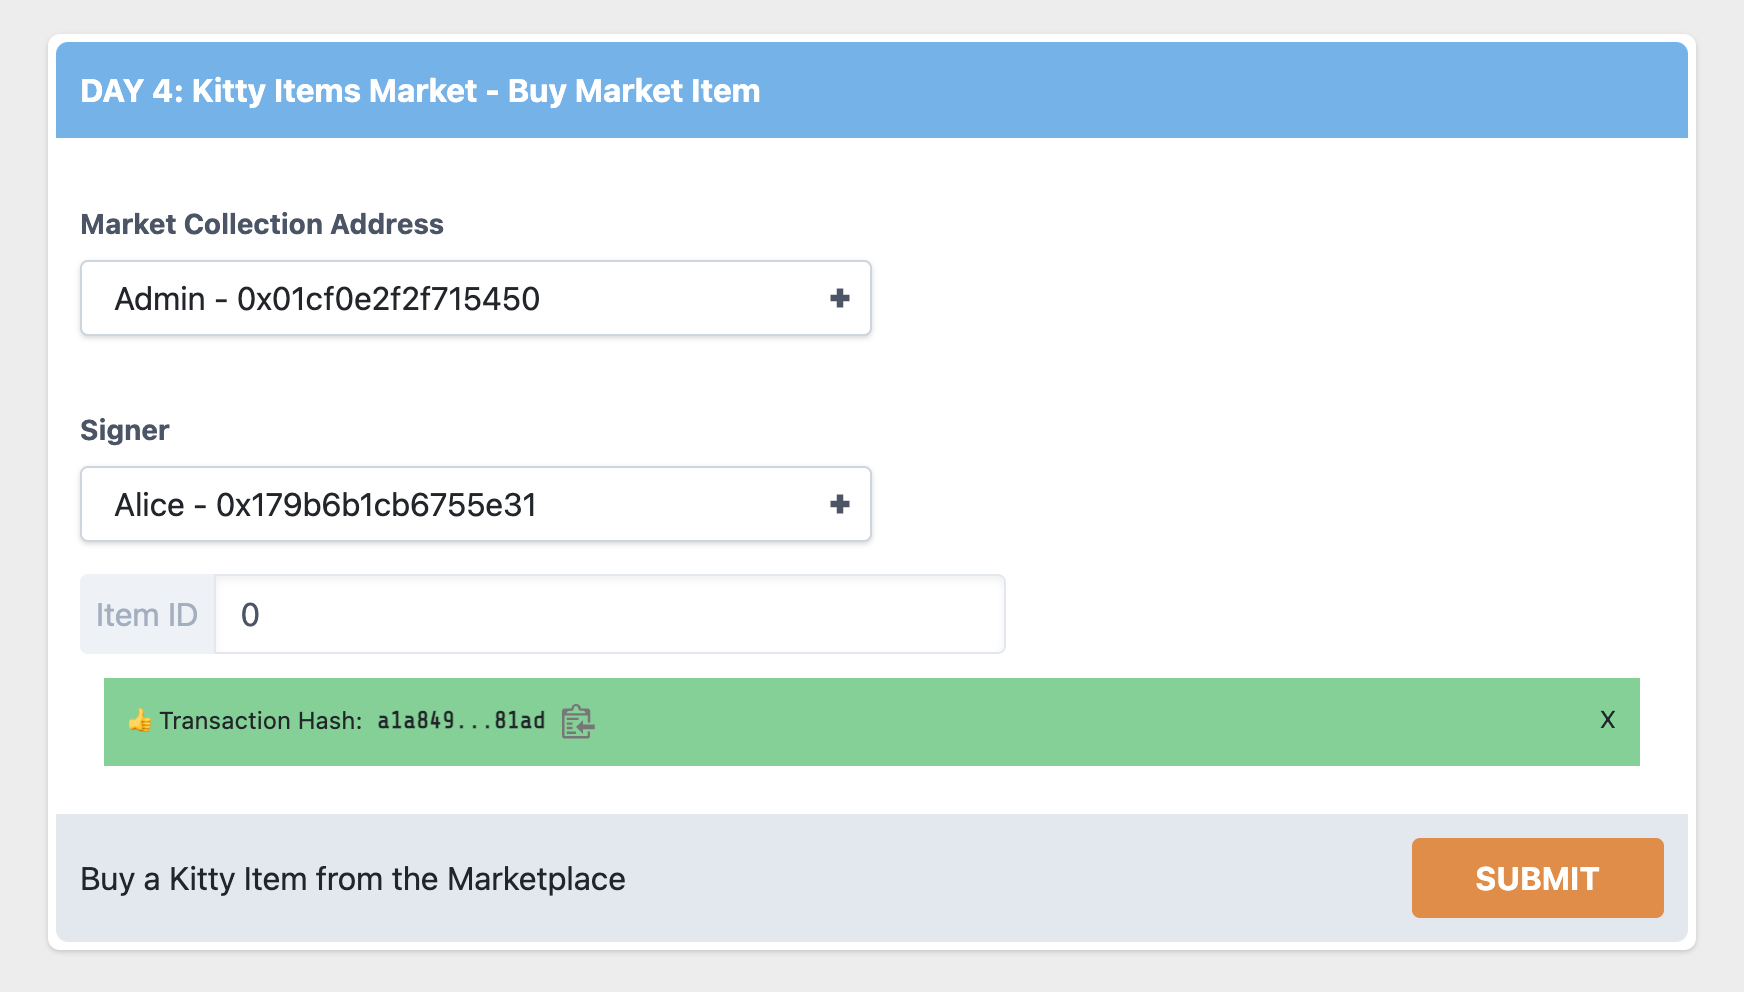 DAY 4: Kitty Items Market - Buy Market Item
Market Collection Address
Admin - 0x01cf0e2f2f715450
Signer
Alice - 0x179b6b1cb6755e31
Item ID 0
👍 Transaction Hash: a1a849...81ad X
Buy a Kitty Item from the Marketplace SUBMIT